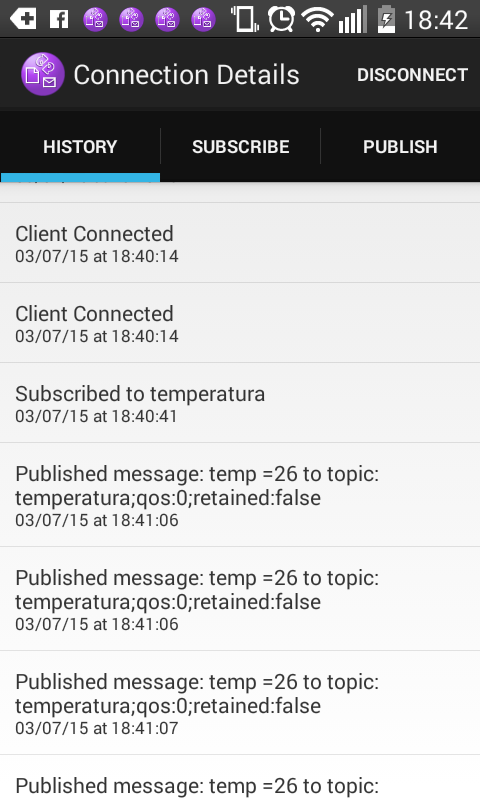 18:42
Connection Details
DISCONNECT
HISTORY
SUBSCRIBE
PUBLISH
Client Connected
03/07/15 at 18:40:14
Client Connected
03/07/15 at 18:40:14
Subscribed to temperatura
03/07/15 at 18:40:41
Published message: temp =26 to topic:
temperatura;qos:0;retained:false
03/07/15 at 18:41:06
Published message: temp =26 to topic:
temperatura;qos:0;retained:false
03/07/15 at 18:41:06
Published message: temp =26 to topic:
temperatura;qos:0;retained:false
03/07/15 at 18:41:07
Published message: temp =26 to topic: